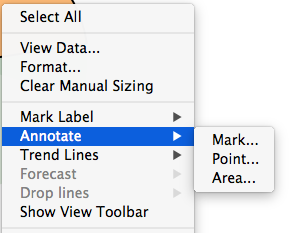 Select All
View Data...
Format...
Clear Manual Sizing
Mark Label
Annotate
Trend Lines
Forecast
Drop lines
Show View Toolbar
Mark...
Point...
Area...